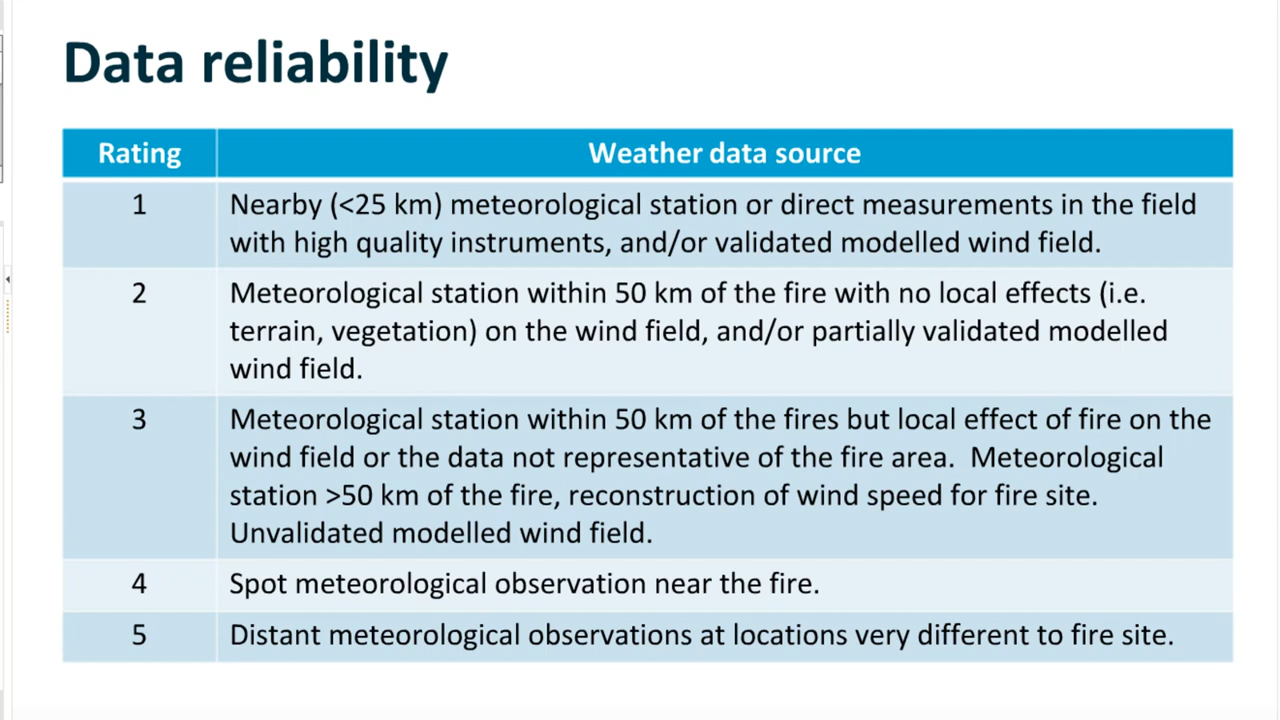 Data reliability
Rating
Weather data source
1
Nearby (<25 km) meteorological station or direct measurements in the field
with high quality instruments, and/or validated modelled wind field.
2
Meteorological station within 50 km of the fire with no local effects (i.e.
terrain, vegetation) on the wind field, and/or partially validated modelled
wind field.
3
Meteorological station within 50 km of the fires but local effect of fire on the
wind field or the data not representative of the fire area.  Meteorological
station >50 km of the fire, reconstruction of wind speed for fire site.
Unvalidated modelled wind field.
4
Spot meteorological observation near the fire.
5
Distant meteorological observations at locations very different to fire site.